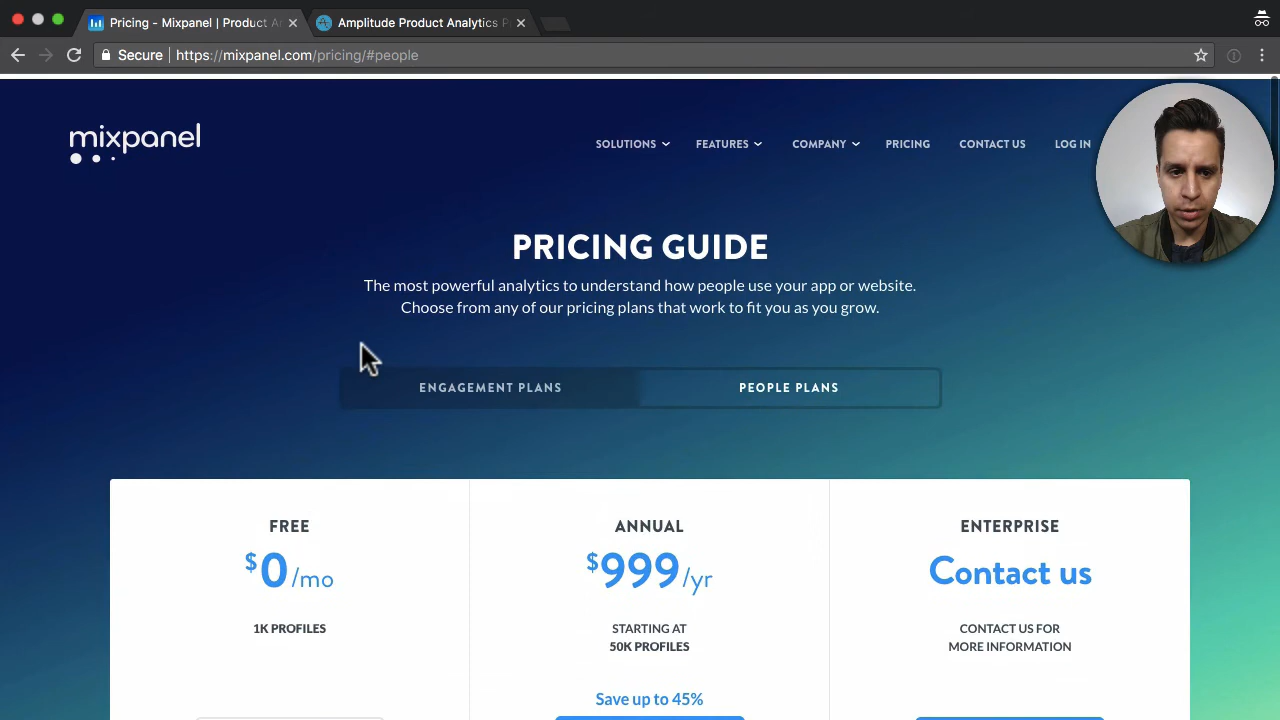 Pricing - Mixpanel | Product An
Amplitude Product Analytics P
Secure
https://mixpanel.com/pricing/#people
mixpanel
SOLUTIONS
FEATURES
COMPANY
PRICING
CONTACT US
LOG IN
PRICING GUIDE
The most powerful analytics to understand how people use your app or website.
Choose from any of our pricing plans that work to fit you as you grow.
ENGAGEMENT PLANS
PEOPLE PLANS
FREE
$0/mo
1K PROFILES
ANNUAL
$999/yr
STARTING AT
50K PROFILES
Save up to 45%
ENTERPRISE
Contact us
CONTACT US FOR
MORE INFORMATION